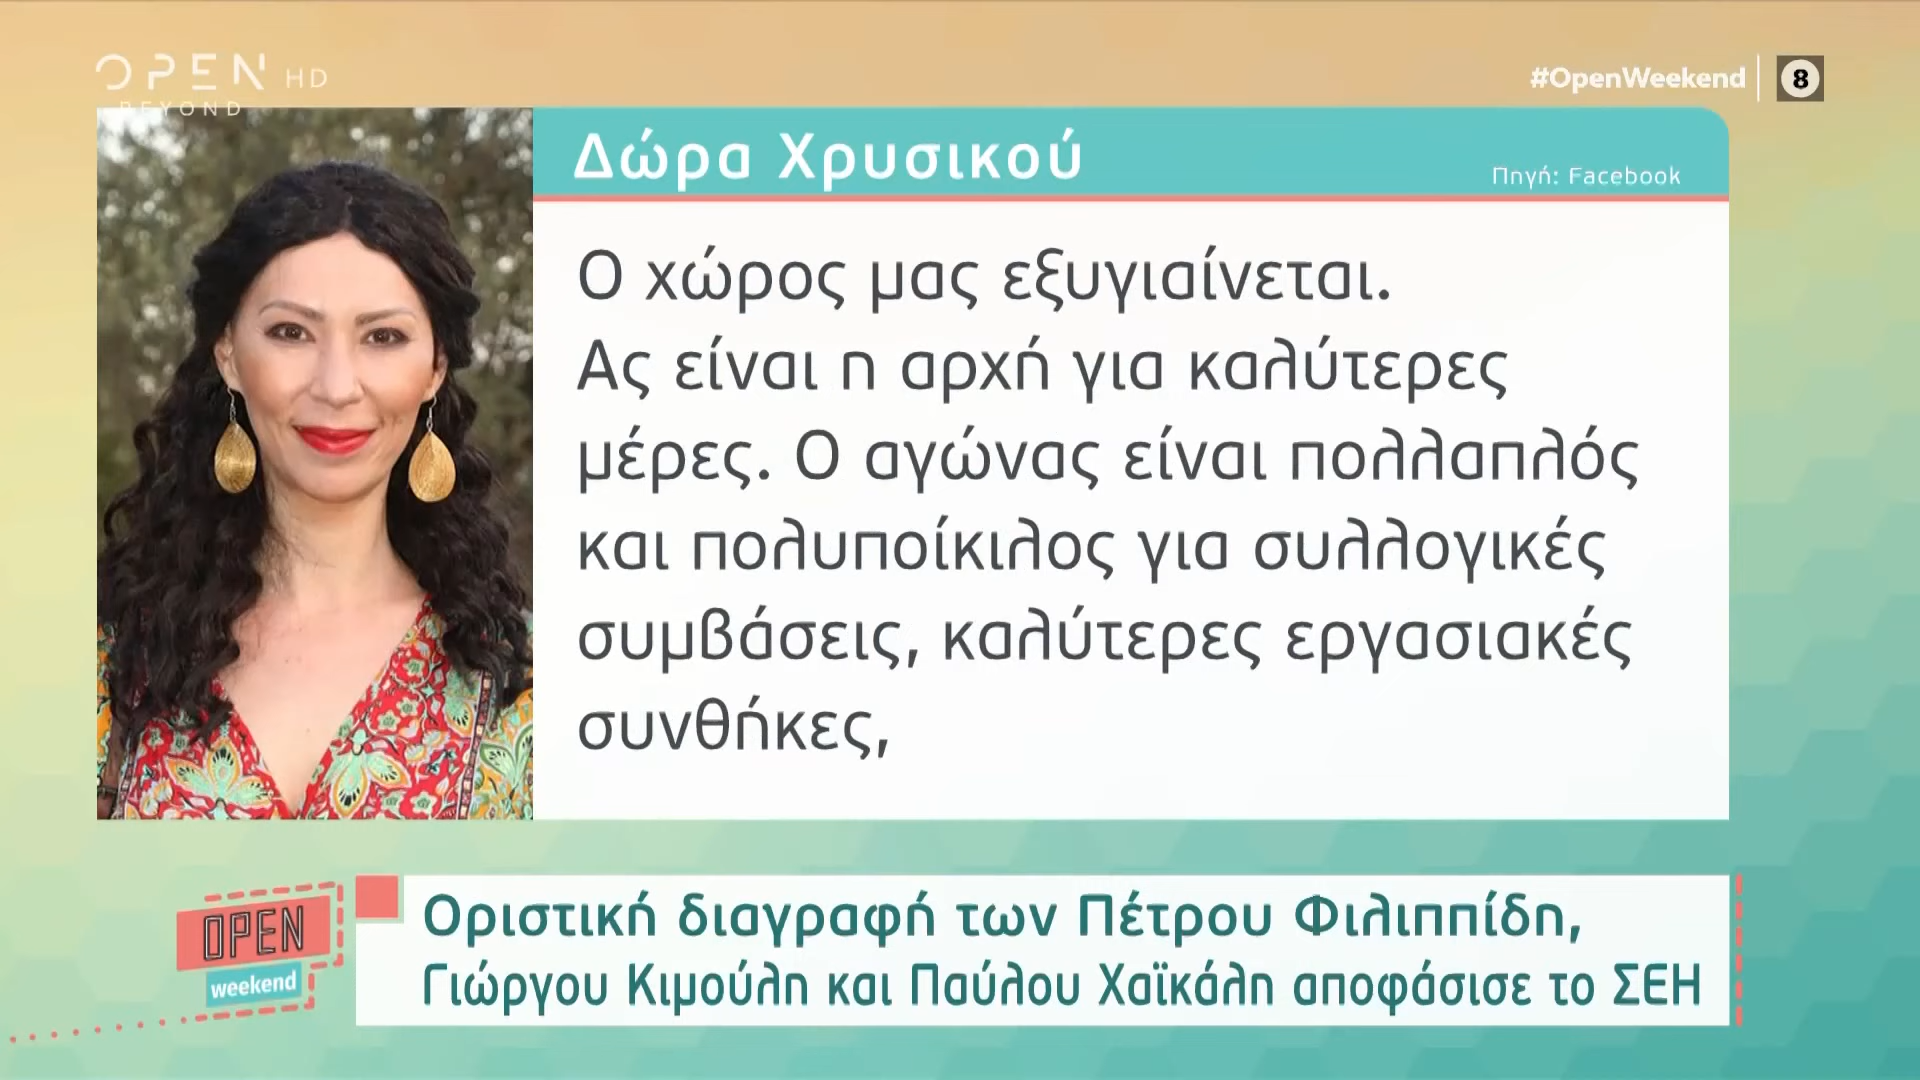 OPEN HD
BEYOND
#OpenWeekend
8
Δώρα Χρυσικού
Πηγή: Facebook
Ο χώρος μας εξυγιαίνεται.
Ας είναι η αρχή για καλύτερες
μέρες. Ο αγώνας είναι πολλαπλός
και πολυποίκιλος για συλλογικές
συμβάσεις, καλύτερες εργασιακές
συνθήκες,
OPEN
weekend
Οριστική διαγραφή των Πέτρου Φιλιππίδη,
Γιώργου Κιμούλη και Παύλου Χαϊκάλη αποφάσισε το ΣΕΗ